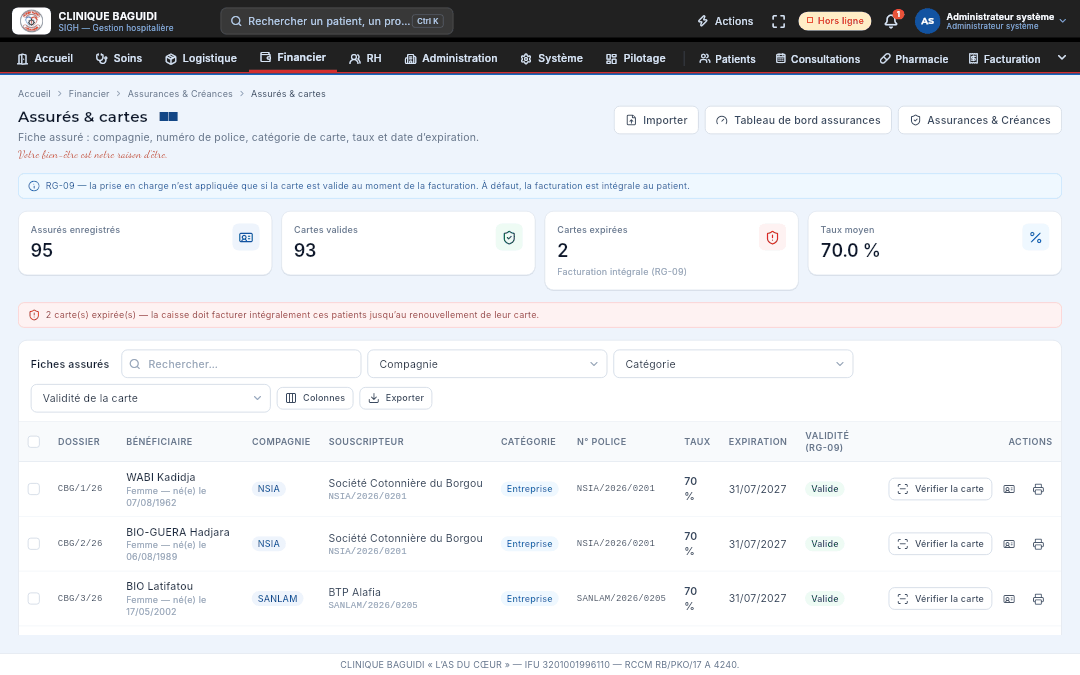 CLINIQUE BAGUIDI
SIGH — Gestion hospitalière
Rechercher un patient, un pro... Ctrl K
Actions
Hors ligne
1
AS
Administrateur système
Administrateur système
Accueil Soins Logistique Financier RH Administration Système Pilotage Patients Consultations Pharmacie Facturation
Accueil > Financier > Assurances & Créances > Assurés & cartes
Assurés & cartes
Fiche assuré : compagnie, numéro de police, catégorie de carte, taux et date d'expiration.
Votre bien-être est notre raison d'être.
Importer
Tableau de bord assurances
Assurances & Créances
RG-09 — la prise en charge n'est appliquée que si la carte est valide au moment de la facturation. À défaut, la facturation est intégrale au patient.
Assurés enregistrés
95
Cartes valides
93
Cartes expirées
2
Facturation intégrale (RG-09)
Taux moyen
70.0 %
2 carte(s) expirée(s) — la caisse doit facturer intégralement ces patients jusqu'au renouvellement de leur carte.
Fiches assurés
Rechercher...
Compagnie
Catégorie
Validité de la carte
Colonnes
Exporter
DOSSIER BÉNÉFICIAIRE COMPAGNIE SOUSCRIPTEUR CATÉGORIE N° POLICE TAUX EXPIRATION VALIDITÉ (RG-09) ACTIONS
CBG/1/26
WABI Kadidja
Femme — né(e) le
07/08/1962
NSIA
Société Cotonnière du Borgou
NSIA/2026/0201
Entreprise
NSIA/2026/0201
70 %
31/07/2027
Valide
Vérifier la carte
CBG/2/26
BIO-GUERA Hadjara
Femme — né(e) le
06/08/1989
NSIA
Société Cotonnière du Borgou
NSIA/2026/0201
Entreprise
NSIA/2026/0201
70 %
31/07/2027
Valide
Vérifier la carte
CBG/3/26
BIO Latifatou
Femme — né(e) le
17/05/2002
SANLAM
BTP Alafia
SANLAM/2026/0205
Entreprise
SANLAM/2026/0205
70 %
31/07/2027
Valide
Vérifier la carte
CLINIQUE BAGUIDI « L'AS DU CŒUR » — IFU 3201001996110 — RCCM RB/PKO/17 A 4240.